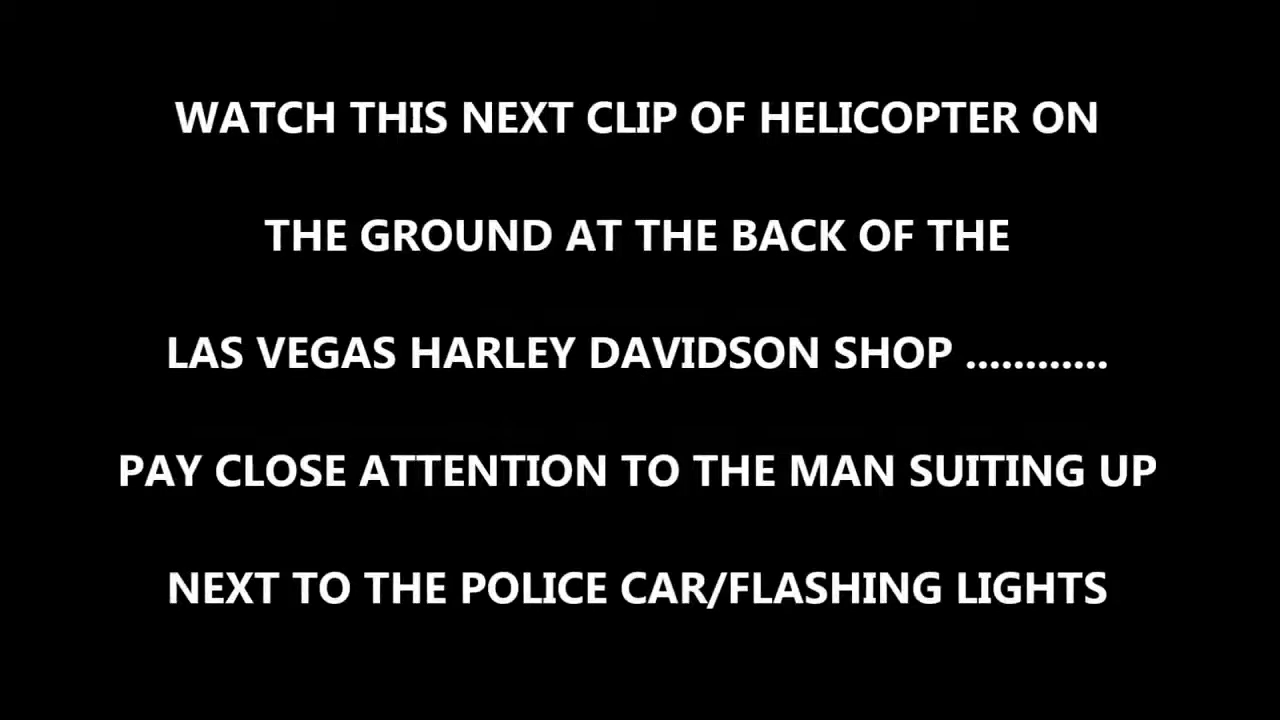 WATCH THIS NEXT CLIP OF HELICOPTER ON
THE GROUND AT THE BACK OF THE
LAS VEGAS HARLEY DAVIDSON SHOP ............
PAY CLOSE ATTENTION TO THE MAN SUITING UP
NEXT TO THE POLICE CAR/FLASHING LIGHTS